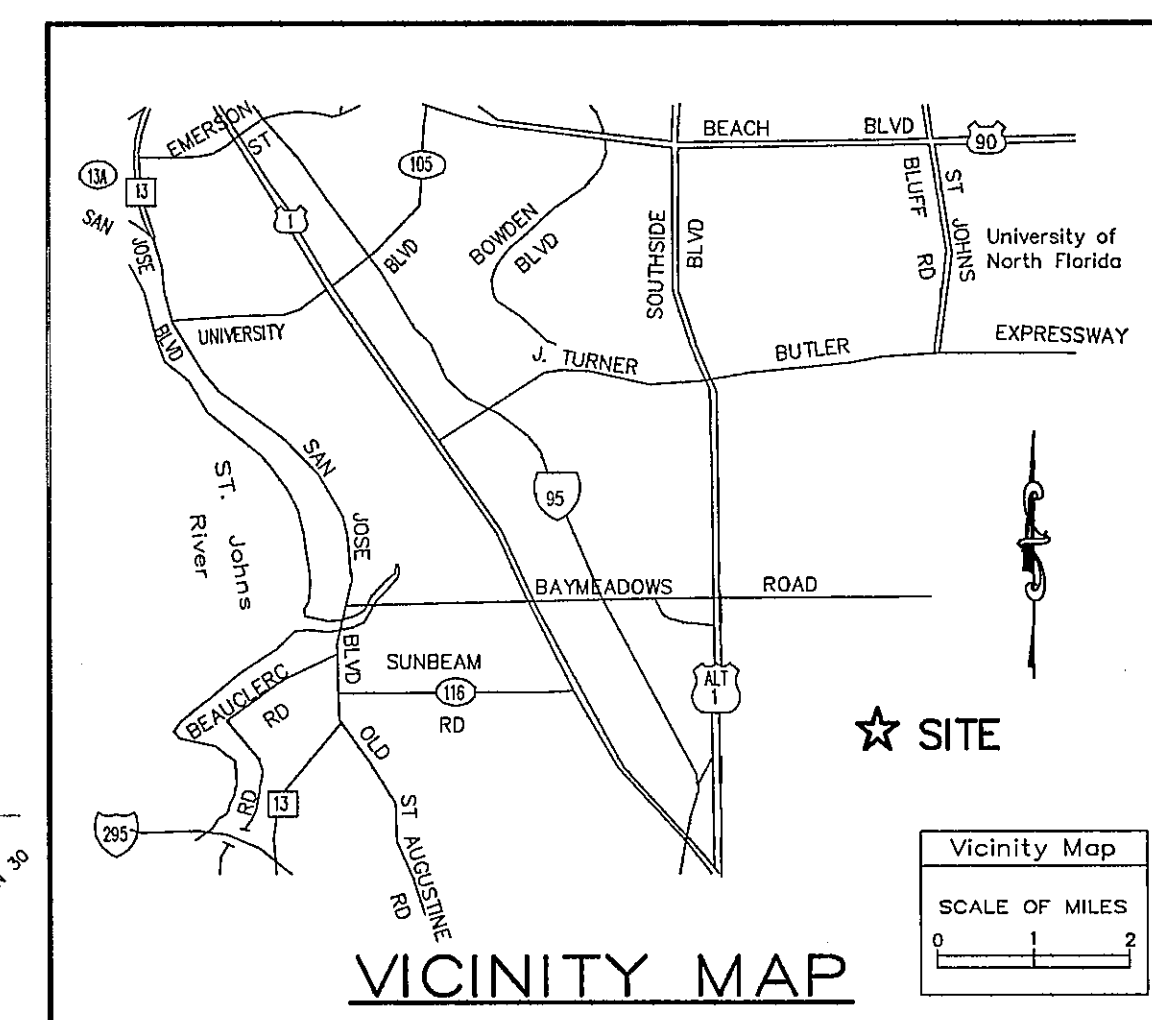 EMERSON
ST
BEACH BLVD
90
105
13A
13
SAN
JOSE
BLVD
1
BLVD
BOWDEN
BLVD
SOUTHSIDE
BLVD
ST JOHNS
BLUFF RD
University of
North Florida
UNIVERSITY
J. TURNER BUTLER EXPRESSWAY
SAN
JOSE
BLVD
ST. Johns
River
95
BAYMEADOWS ROAD
SUNBEAM
116
RD
BEAUCLERC
RD
RD
ALT
1
SITE
OLD
ST AUGUSTINE
RD
13
295
30
Vicinity Map
SCALE OF MILES
0 1 2
VICINITY MAP